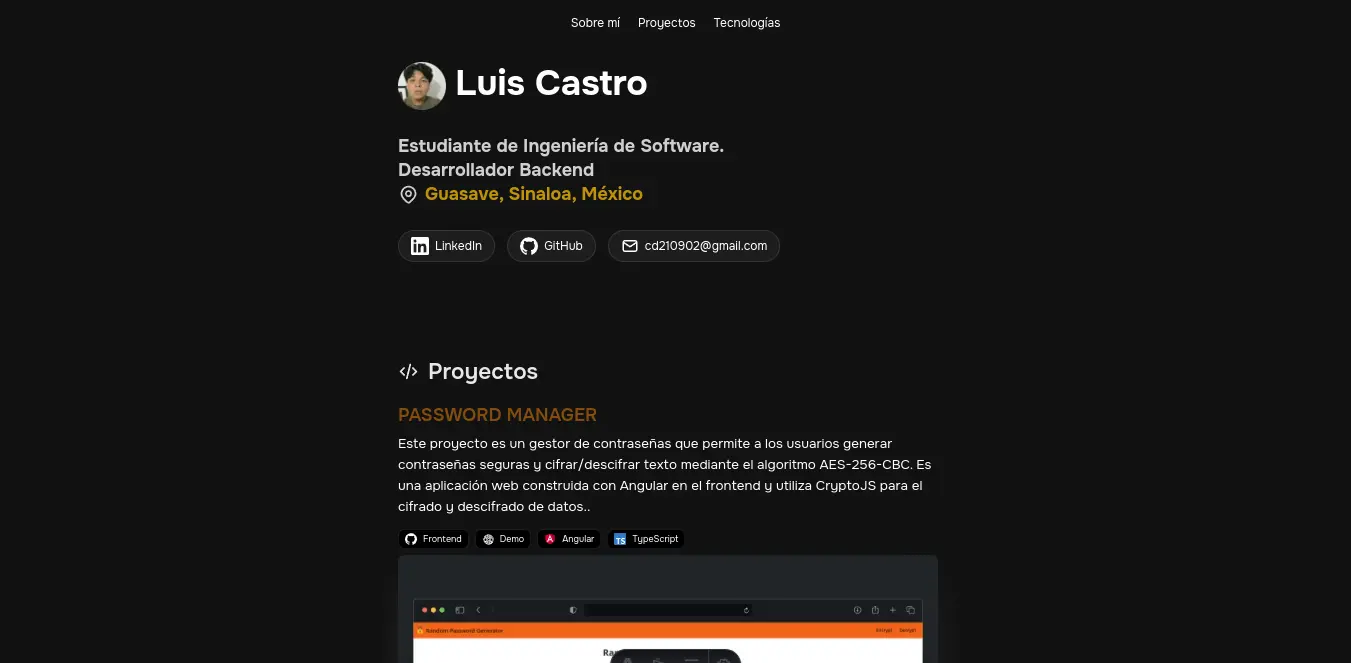 Sobre mí Proyectos Tecnologías
Luis Castro
Estudiante de Ingeniería de Software.
Desarrollador Backend
Guasave, Sinaloa, México
LinkedIn GitHub cd210902@gmail.com
Proyectos
PASSWORD MANAGER
Este proyecto es un gestor de contraseñas que permite a los usuarios generar
contraseñas seguras y cifrar/descifrar texto mediante el algoritmo AES-256-CBC. Es
una aplicación web construida con Angular en el frontend y utiliza CryptoJS para el
cifrado y descifrado de datos..
Frontend Demo Angular TypeScript
Random Password Generator Encrypt Decrypt